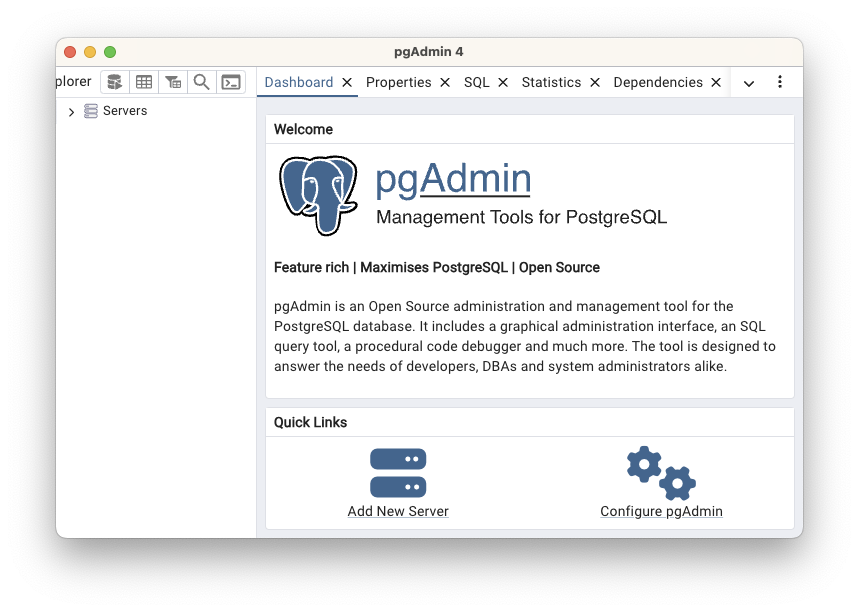 pgAdmin 4
plorer
Dashboard Properties SQL Statistics Dependencies
Servers
Welcome
pgAdmin
Management Tools for PostgreSQL
Feature rich | Maximises PostgreSQL | Open Source
pgAdmin is an Open Source administration and management tool for the
PostgreSQL database. It includes a graphical administration interface, an SQL
query tool, a procedural code debugger and much more. The tool is designed to
answer the needs of developers, DBAs and system administrators alike.
Quick Links
Add New Server
Configure pgAdmin